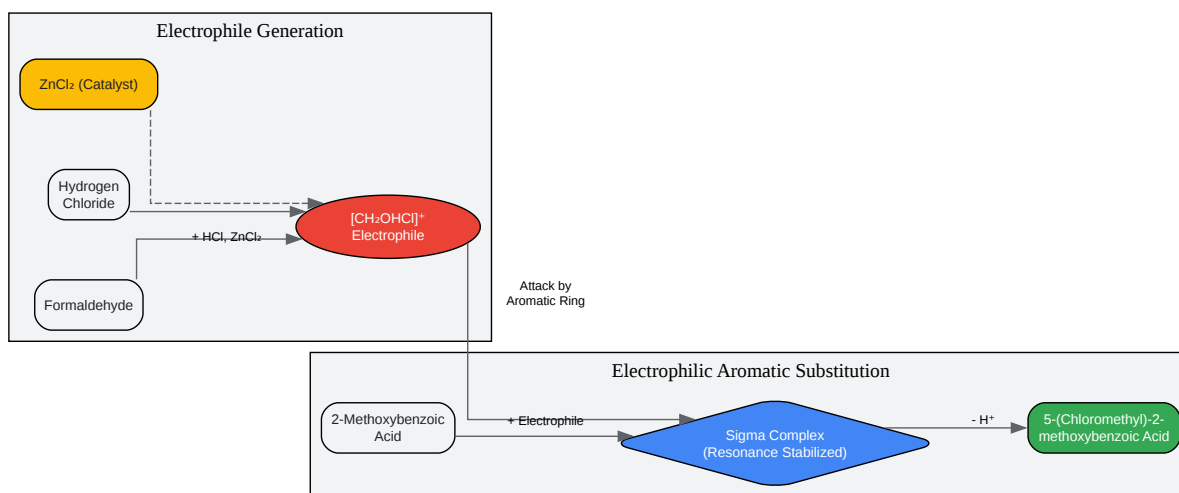 Electrophile Generation
ZnCl₂ (Catalyst)
Hydrogen
Chloride
[CH₂OHCl]⁺
Electrophile
+ HCl, ZnCl₂
Formaldehyde
Attack by
Aromatic Ring
Electrophilic Aromatic Substitution
2-Methoxybenzoic
Acid
+ Electrophile
Sigma Complex
(Resonance Stabilized)
- H⁺
5-(Chloromethyl)-2-
methoxybenzoic Acid